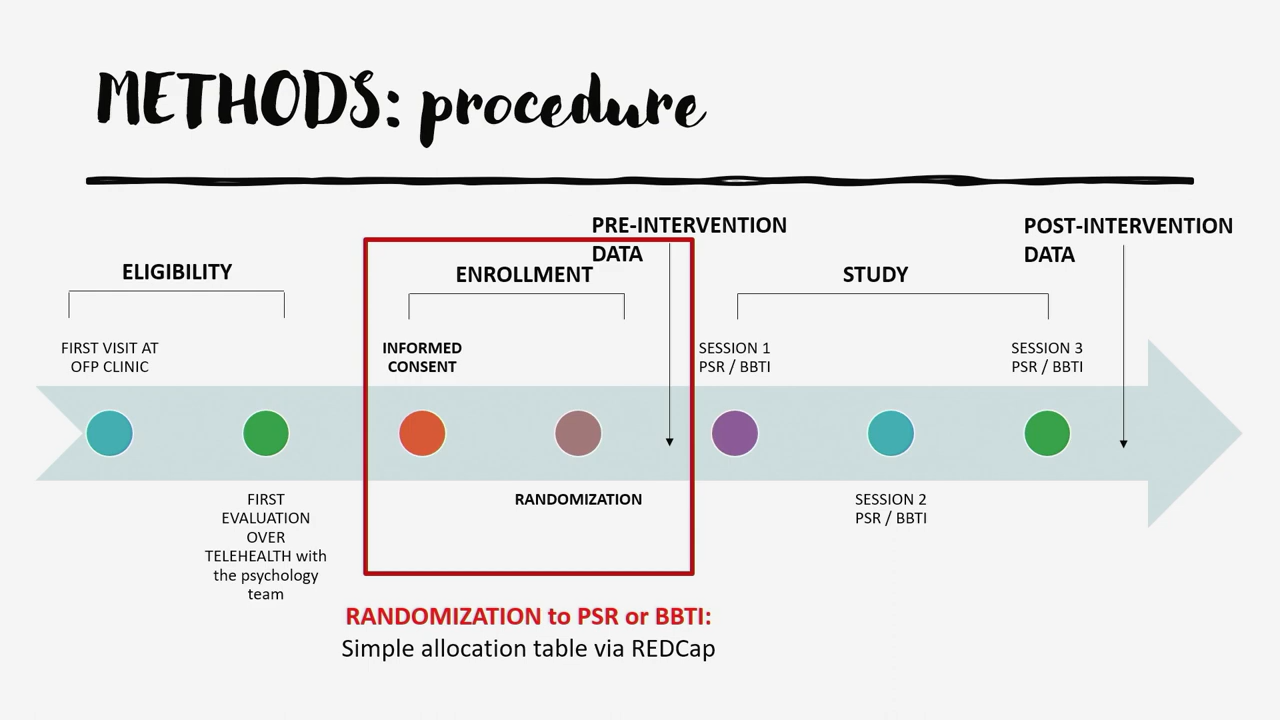 METHODS: procedure
PRE-INTERVENTION
DATA
POST-INTERVENTION
DATA
ELIGIBILITY
ENROLLMENT
STUDY
FIRST VISIT AT
OFP CLINIC
INFORMED
CONSENT
SESSION 1
PSR / BBTI
SESSION 3
PSR / BBTI
FIRST
EVALUATION
OVER
TELEHEALTH with
the psychology
team
RANDOMIZATION
SESSION 2
PSR / BBTI
RANDOMIZATION to PSR or BBTI:
Simple allocation table via REDCap